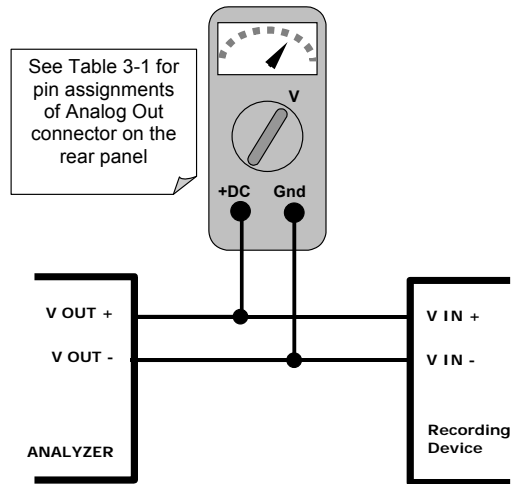 See Table 3-1 for
pin assignments
of Analog Out
connector on the
rear panel
V
+DC Gnd
V OUT +
V OUT -
ANALYZER
V IN +
V IN -
Recording
Device